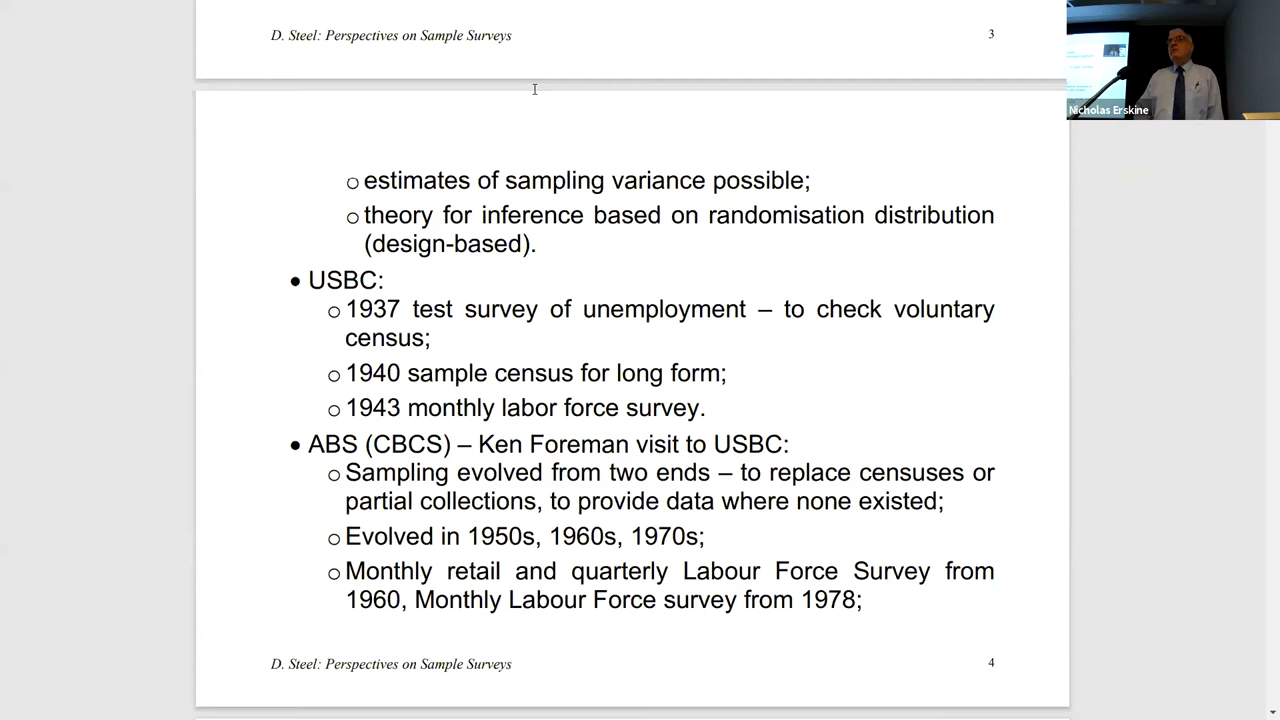 D. Steel: Perspectives on Sample Surveys 3
Nicholas Erskine
o estimates of sampling variance possible;
o theory for inference based on randomisation distribution
(design-based).
• USBC:
o 1937 test survey of unemployment – to check voluntary
census;
o 1940 sample census for long form;
o 1943 monthly labor force survey.
• ABS (CBCS) – Ken Foreman visit to USBC:
o Sampling evolved from two ends – to replace censuses or
partial collections, to provide data where none existed;
o Evolved in 1950s, 1960s, 1970s;
o Monthly retail and quarterly Labour Force Survey from
1960, Monthly Labour Force survey from 1978;
D. Steel: Perspectives on Sample Surveys 4